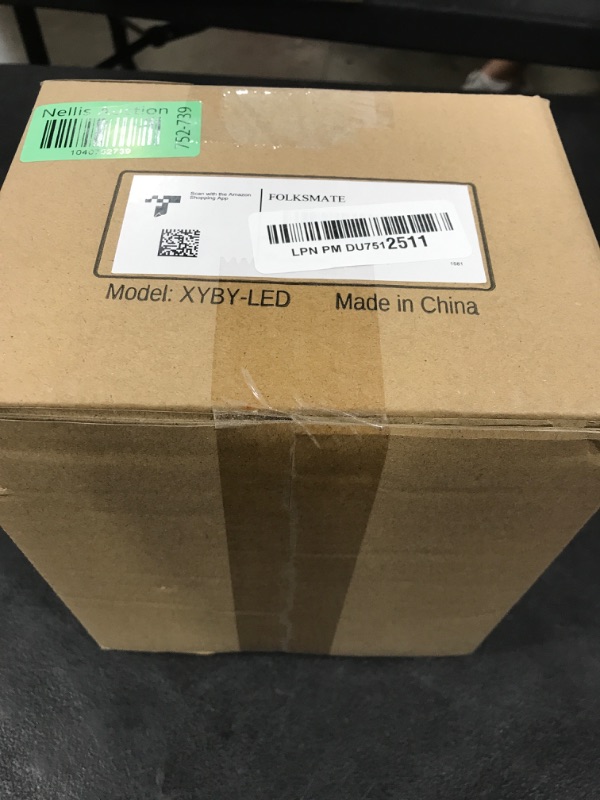 Nellis Auction
752-739
Scan with the Amazon
Shopping App
FOLKSMATE
LPN PM DU7512511
1561
Model: XYBY-LED Made in China